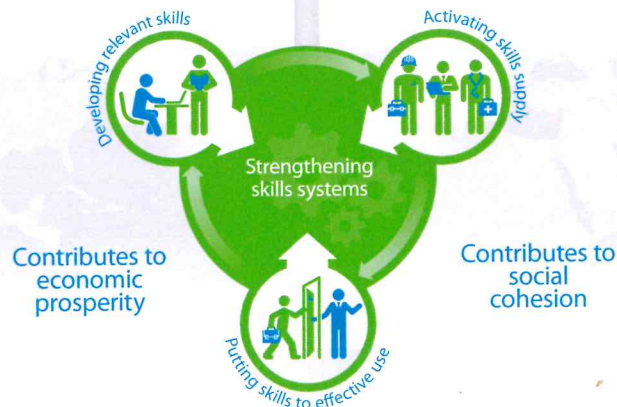 Developing relevant skills
Activating skills supply
Strengthening
skills systems
Contributes to
economic
prosperity
Contributes to
social
cohesion
Putting skills to effective use